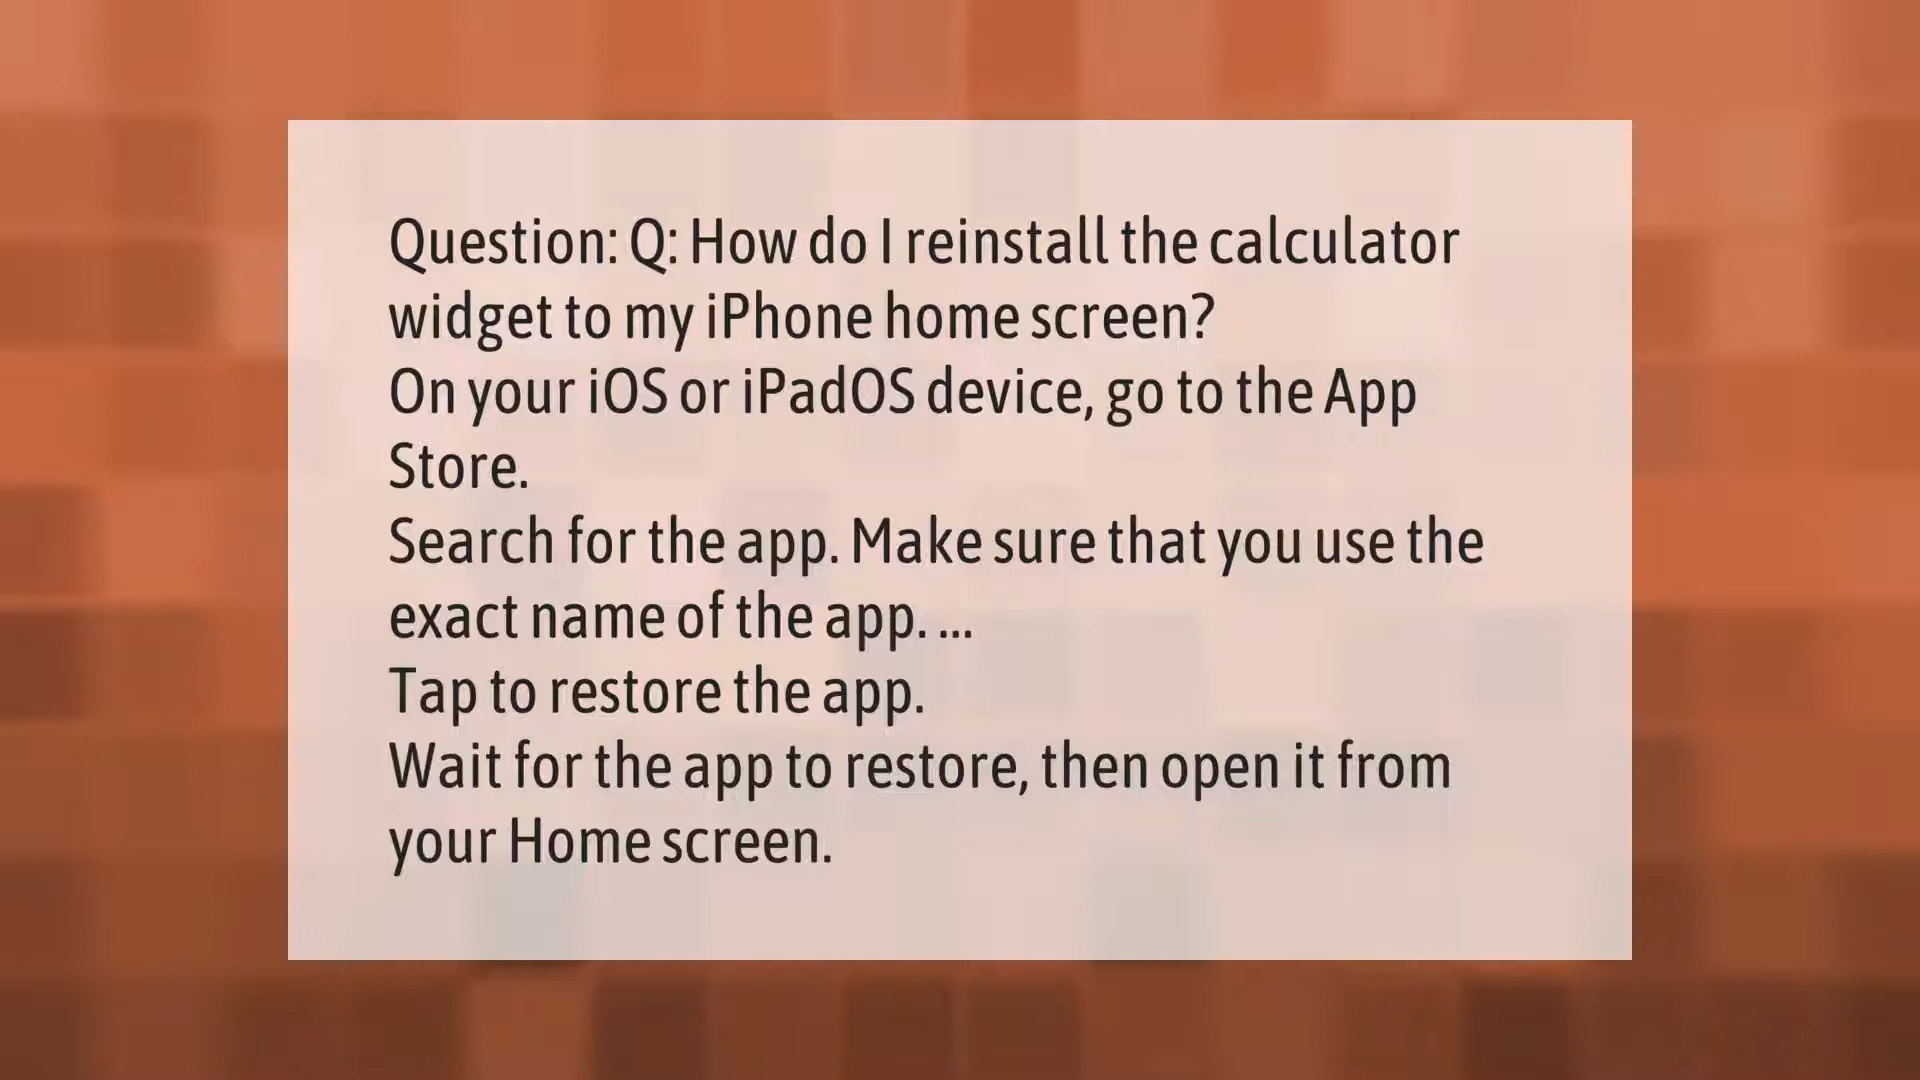 Question: Q: How do I reinstall the calculator
widget to my iPhone home screen?
On your iOS or iPadOS device, go to the App
Store.
Search for the app. Make sure that you use the
exact name of the app. ...
Tap to restore the app.
Wait for the app to restore, then open it from
your Home screen.